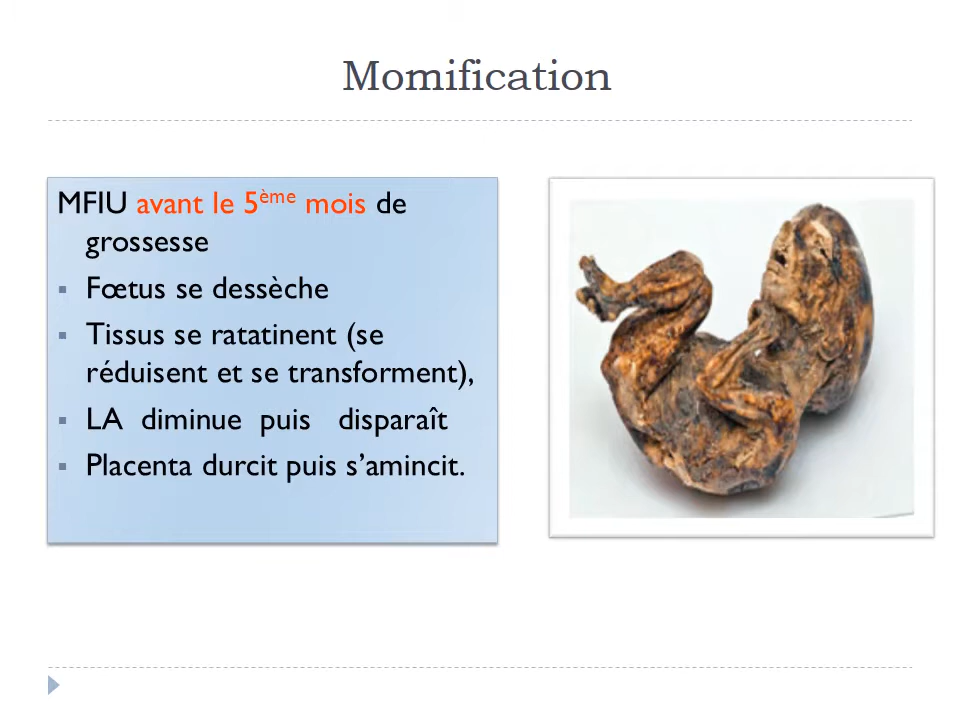 Momification
MFIU avant le 5ème mois de
grossesse
▪ Fœtus se dessèche
▪ Tissus se ratatinent (se
réduisent et se transforment),
▪ LA diminue puis disparaît
▪ Placenta durcit puis s’amincit.